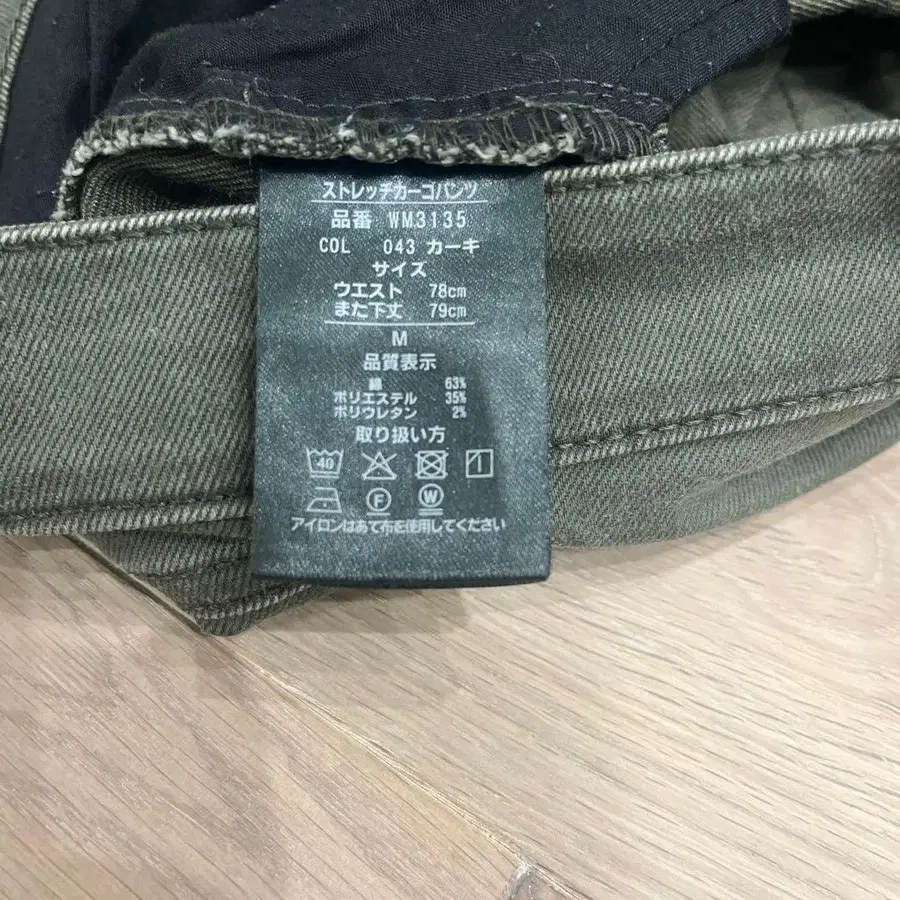 ストレッチカーゴパンツ
品番 WM3135
COL 043 カーキ
サイズ
ウエスト 78cm
また下丈 79cm
M
品質表示
綿 63%
ポリエステル 35%
ポリウレタン 2%
取り扱い方
40
F W
アイロンはあて布を使用してください